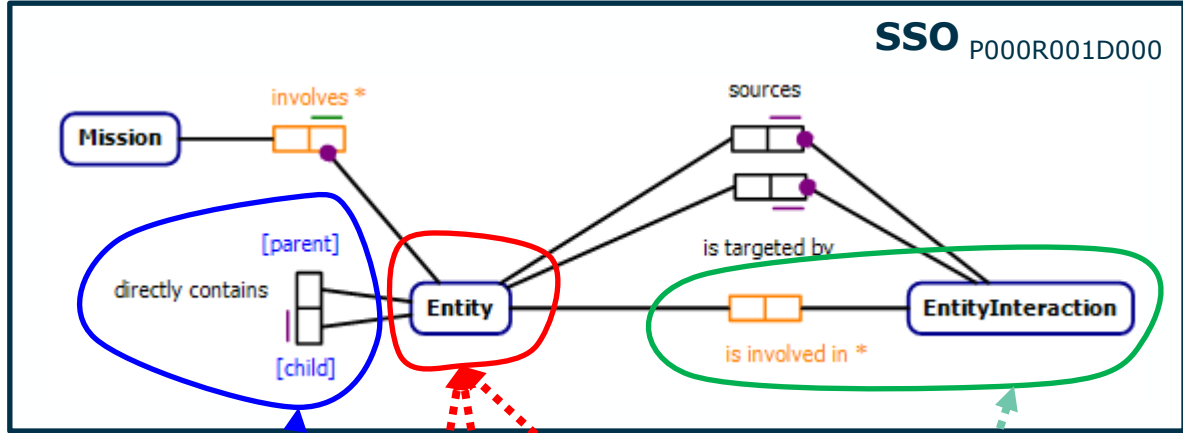 SSO P000R001D000
involves *
sources
Mission
[parent]
is targeted by
directly contains
Entity
EntityInteraction
is involved in *
[child]